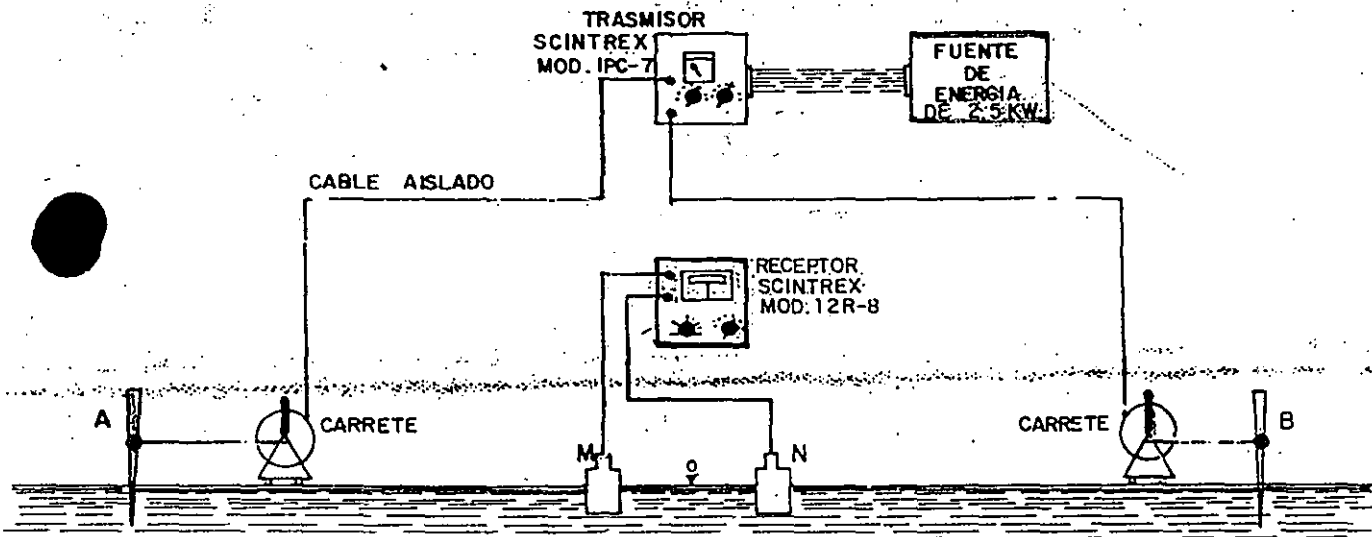 TRASMISOR
SCINTREX
MOD. IPC-7
FUENTE
DE
ENERGIA
DE 2.5 KW.
CABLE AISLADO
RECEPTOR
SCINTREX
MOD. 12R-8
A
CARRETE
M
O
N
CARRETE
B